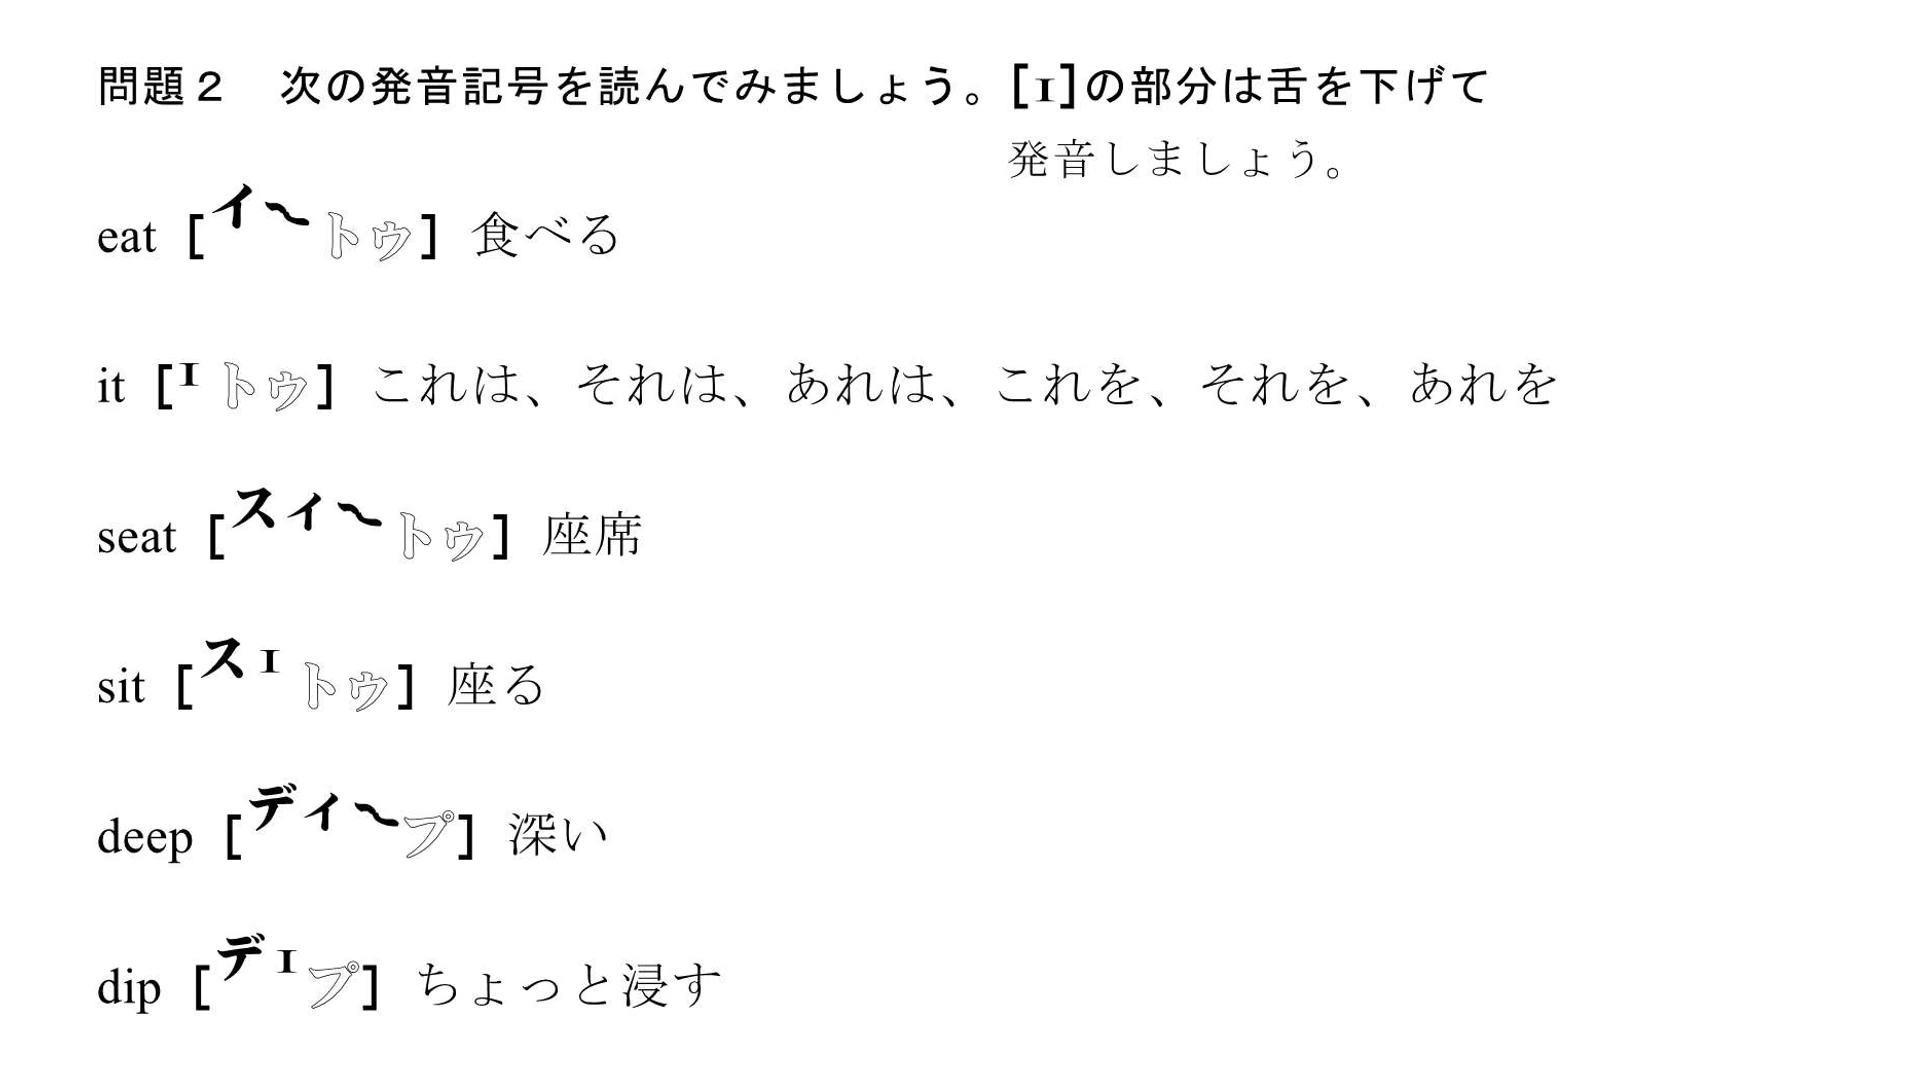 問題２　次の発音記号を読んでみましょう。[ɪ]の部分は舌を下げて
発音しましょう。
eat [イ～トゥ] 食べる
it [ɪトゥ] これは、それは、あれは、これを、それを、あれを
seat [スィ～トゥ] 座席
sit [スɪトゥ] 座る
deep [ディ～プ] 深い
dip [デɪプ] ちょっと浸す